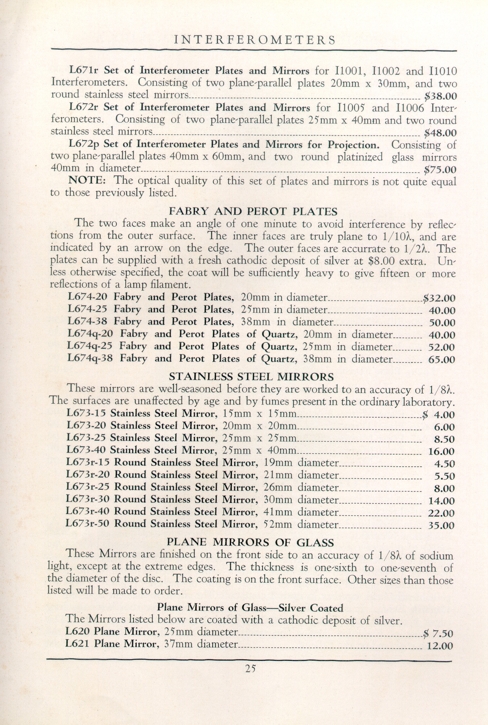 INTERFEROMETERS
L671r Set of Interferometer Plates and Mirrors for I1001, I1002 and I1010
Interferometers. Consisting of two plane-parallel plates 20mm x 30mm, and two
round stainless steel mirrors. $38.00
L672r Set of Interferometer Plates and Mirrors for I1005 and I1006 Inter-
ferometers. Consisting of two plane-parallel plates 25mm x 40mm and two round
stainless steel mirrors. $48.00
L672p Set of Interferometer Plates and Mirrors for Projection. Consisting of
two plane-parallel plates 40mm x 60mm, and two round platinized glass mirrors
40mm in diameter. $75.00
NOTE: The optical quality of this set of plates and mirrors is not quite equal
to those previously listed.
FABRY AND PEROT PLATES
The two faces make an angle of one minute to avoid interference by reflec-
tions from the outer surface. The inner faces are truly plane to 1/10λ, and are
indicated by an arrow on the edge. The outer faces are accurrate to 1/2λ. The
plates can be supplied with a fresh cathodic deposit of silver at $8.00 extra. Un-
less otherwise specified, the coat will be sufficiently heavy to give fifteen or more
reflections of a lamp filament.
L674-20 Fabry and Perot Plates, 20mm in diameter. $32.00
L674-25 Fabry and Perot Plates, 25mm in diameter. 40.00
L674-38 Fabry and Perot Plates, 38mm in diameter. 50.00
L674q-20 Fabry and Perot Plates of Quartz, 20mm diameter. 40.00
L674q-25 Fabry and Perot Plates of Quartz, 25mm diameter. 52.00
L674q-38 Fabry and Perot Plates of Quartz, 38mm diameter. 65.00
STAINLESS STEEL MIRRORS
These mirrors are well-seasoned before they are worked to an accuracy of 1/8λ.
The surfaces are unaffected by age and by fumes present in the ordinary laboratory.
L673-15 Stainless Steel Mirror, 15mm x 15mm. $ 4.00
L673-20 Stainless Steel Mirror, 20mm x 20mm. 6.00
L673-25 Stainless Steel Mirror, 25mm x 25mm. 8.50
L673-40 Stainless Steel Mirror, 25mm x 40mm. 16.00
L673r-15 Round Stainless Steel Mirror, 19mm diameter. 4.50
L673r-20 Round Stainless Steel Mirror, 21mm diameter. 5.50
L673r-25 Round Stainless Steel Mirror, 26mm diameter. 8.00
L673r-30 Round Stainless Steel Mirror, 30mm diameter. 14.00
L673r-40 Round Stainless Steel Mirror, 41mm diameter. 22.00
L673r-50 Round Stainless Steel Mirror, 52mm diameter. 35.00
PLANE MIRRORS OF GLASS
These Mirrors are finished on the front side to an accuracy of 1/8λ of sodium
light, except at the extreme edges. The thickness is one-sixth to one-seventh of
the diameter of the disc. The coating is on the front surface. Other sizes than those
listed will be made to order.
Plane Mirrors of Glass—Silver Coated
The Mirrors listed below are coated with a cathodic deposit of silver.
L620 Plane Mirror, 25mm diameter. $ 7.50
L621 Plane Mirror, 37mm diameter. 12.00
25